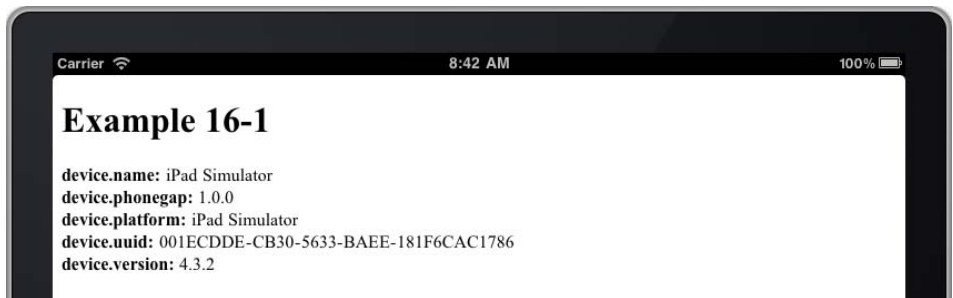 Carrier 8:42 AM 100%
Example 16-1
device.name: iPad Simulator
device.phonegap: 1.0.0
device.platform: iPad Simulator
device.uuid: 001ECDDE-CB30-5633-BAEE-181F6CAC1786
device.version: 4.3.2